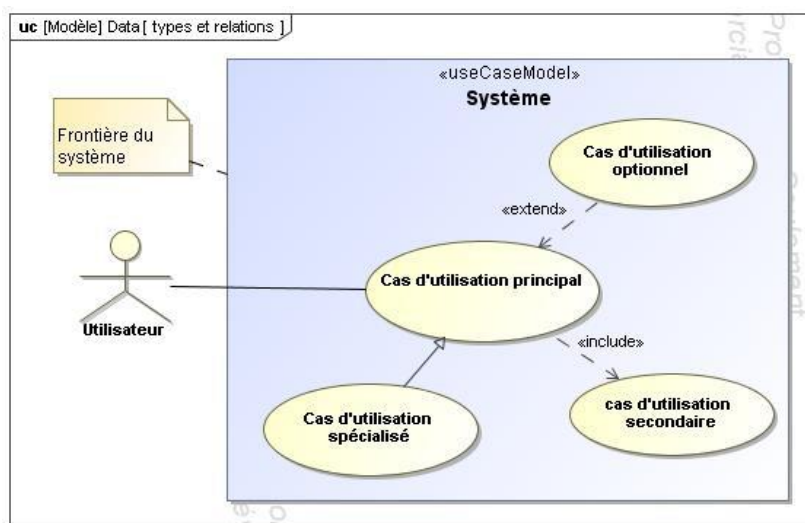 uc [Modèle] Data [ types et relations ]
«useCaseModel»
Système
Frontière du
système
Cas d'utilisation
optionnel
«extend»
Cas d'utilisation principal
Utilisateur
«include»
Cas d'utilisation
spécialisé
cas d'utilisation
secondaire